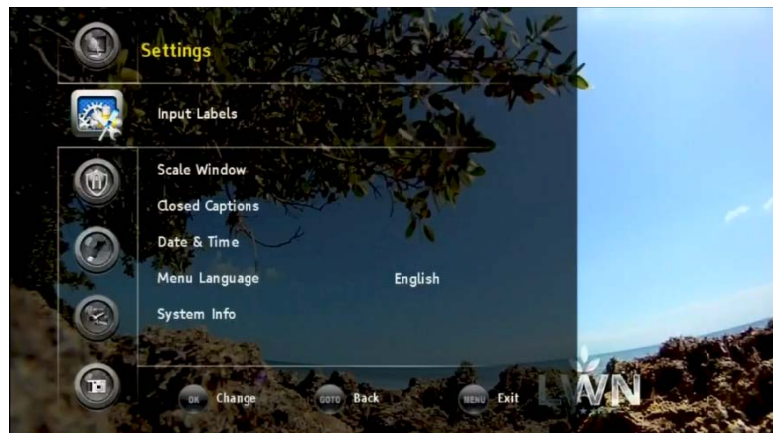 Settings
Input Labels
Scale Window
Closed Captions
Date & Time
Menu Language English
System Info
OK Change GOTO Back MENU Exit
LWN